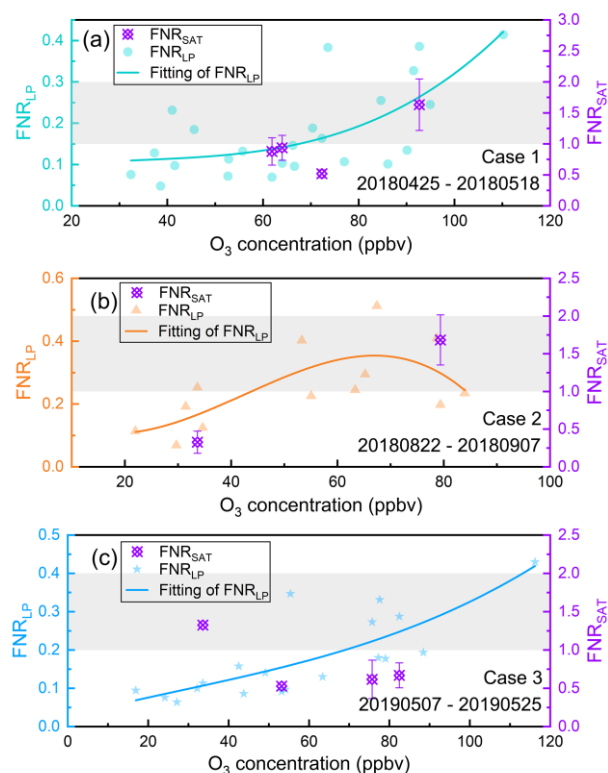 (a)
FNR_SAT
FNR_LP
Fitting of FNR_LP
Case 1
20180425 - 20180518
0.0
0.1
0.2
0.3
0.4
FNR_LP
0.0
0.5
1.0
1.5
2.0
2.5
3.0
FNR_SAT
20 40 60 80 100 120
O₃ concentration (ppbv)
(b)
FNR_SAT
FNR_LP
Fitting of FNR_LP
Case 2
20180822 - 20180907
0.0
0.2
0.4
0.6
FNR_LP
0.0
0.5
1.0
1.5
2.0
2.5
FNR_SAT
20 40 60 80 100
O₃ concentration (ppbv)
(c)
FNR_SAT
FNR_LP
Fitting of FNR_LP
Case 3
20190507 - 20190525
0.0
0.1
0.2
0.3
0.4
0.5
FNR_LP
0.0
0.5
1.0
1.5
2.0
2.5
FNR_SAT
0 20 40 60 80 100 120
O₃ concentration (ppbv)